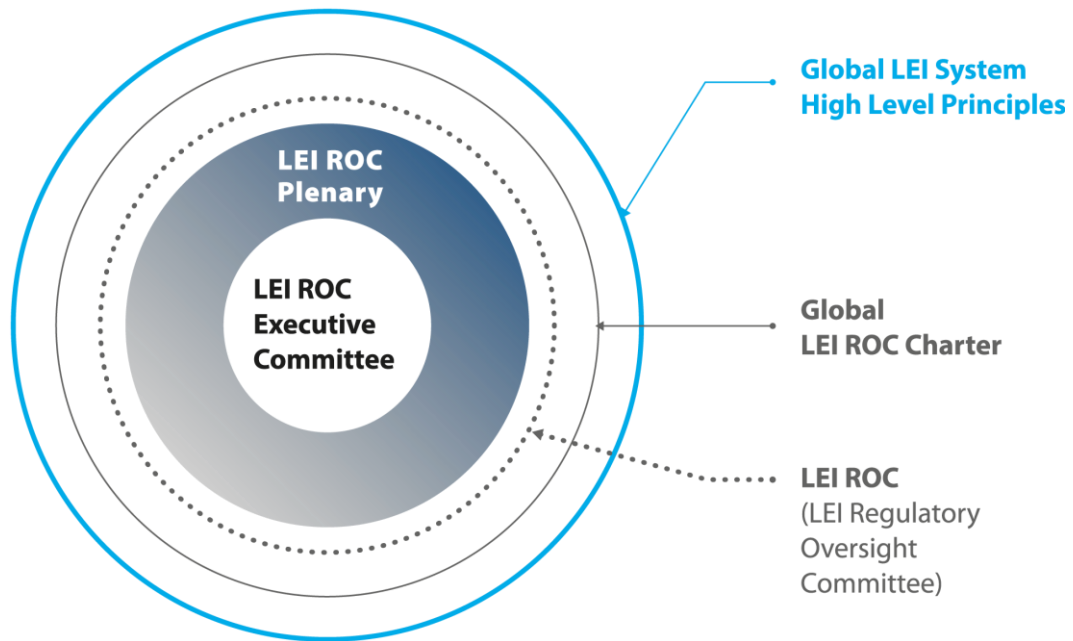 Global LEI System
High Level Principles
LEI ROC
Plenary
LEI ROC
Executive
Committee
Global
LEI ROC Charter
LEI ROC
(LEI Regulatory
Oversight
Committee)